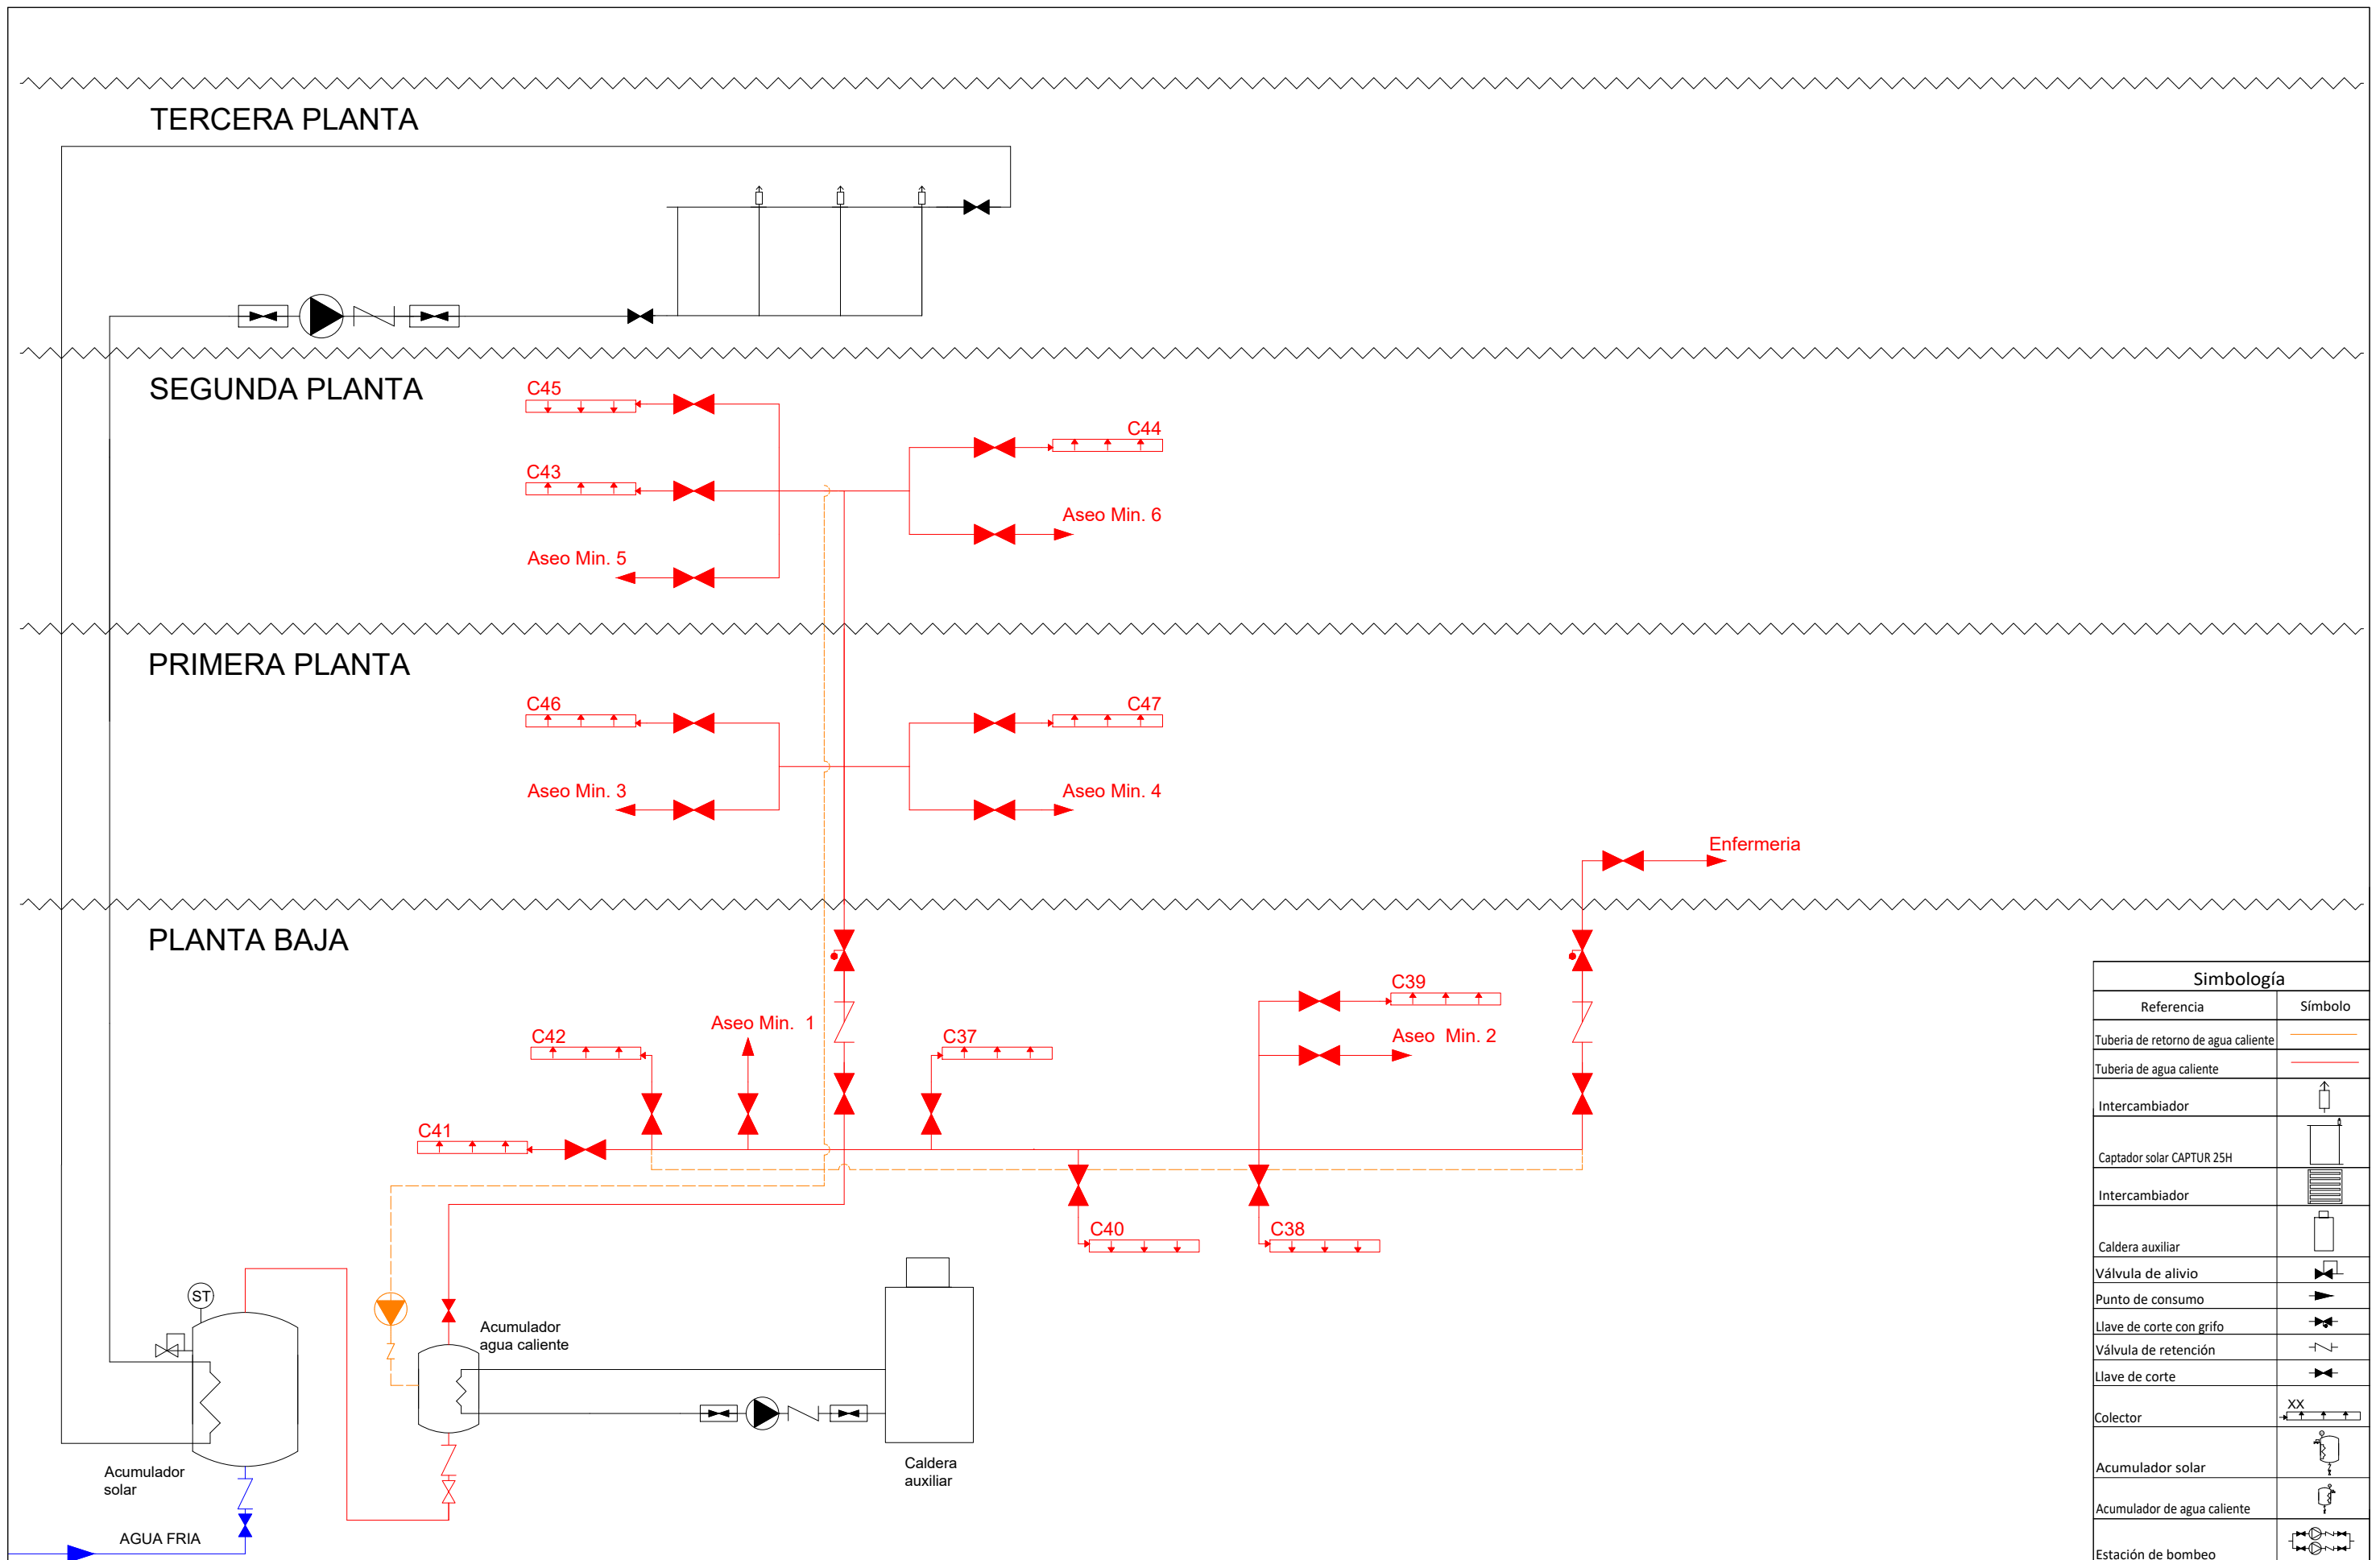 TERCERA PLANTA
SEGUNDA PLANTA
C45
C44
C43
Aseo Min. 6
Aseo Min. 5
PRIMERA PLANTA
C46
C47
Aseo Min. 3
Aseo Min. 4
Enfermeria
PLANTA BAJA
C39
Aseo Min. 1
Aseo Min. 2
C42
C37
C41
C40
C38
ST
Acumulador
agua caliente
Acumulador
solar
Caldera
auxiliar
AGUA FRIA
Simbología
Referencia Símbolo
Tuberia de retorno de agua caliente
Tuberia de agua caliente
Intercambiador
Captador solar CAPTUR 25H
Intercambiador
Caldera auxiliar
Válvula de alivio
Punto de consumo
Llave de corte con grifo
Válvula de retención
Llave de corte
Colector XX
Acumulador solar
Acumulador de agua caliente
Estación de bombeo